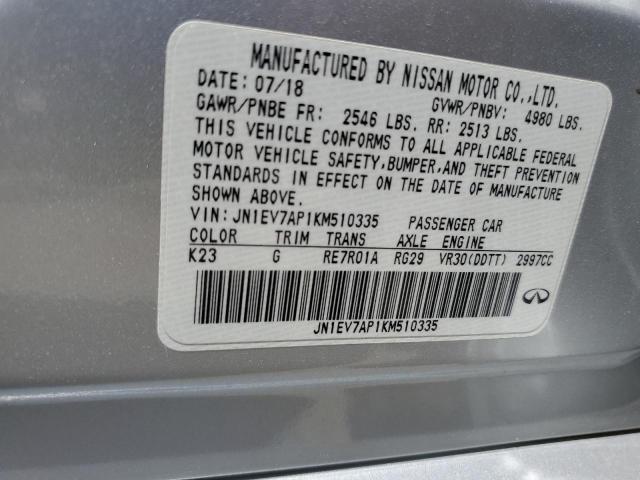 MANUFACTURED BY NISSAN MOTOR CO.,LTD.
DATE: 07/18 GVWR/PNBV: 4980 LBS.
GAWR/PNBE FR: 2546 LBS. RR: 2513 LBS.
THIS VEHICLE CONFORMS TO ALL APPLICABLE FEDERAL
MOTOR VEHICLE SAFETY, BUMPER, AND THEFT PREVENTION
STANDARDS IN EFFECT ON THE DATE OF MANUFACTURE
SHOWN ABOVE.
VIN: JN1EV7AP1KM510335 PASSENGER CAR
COLOR TRIM TRANS AXLE ENGINE
K23 G RE7R01A RG29 VR30(DDTT) 2997CC
JN1EV7AP1KM510335